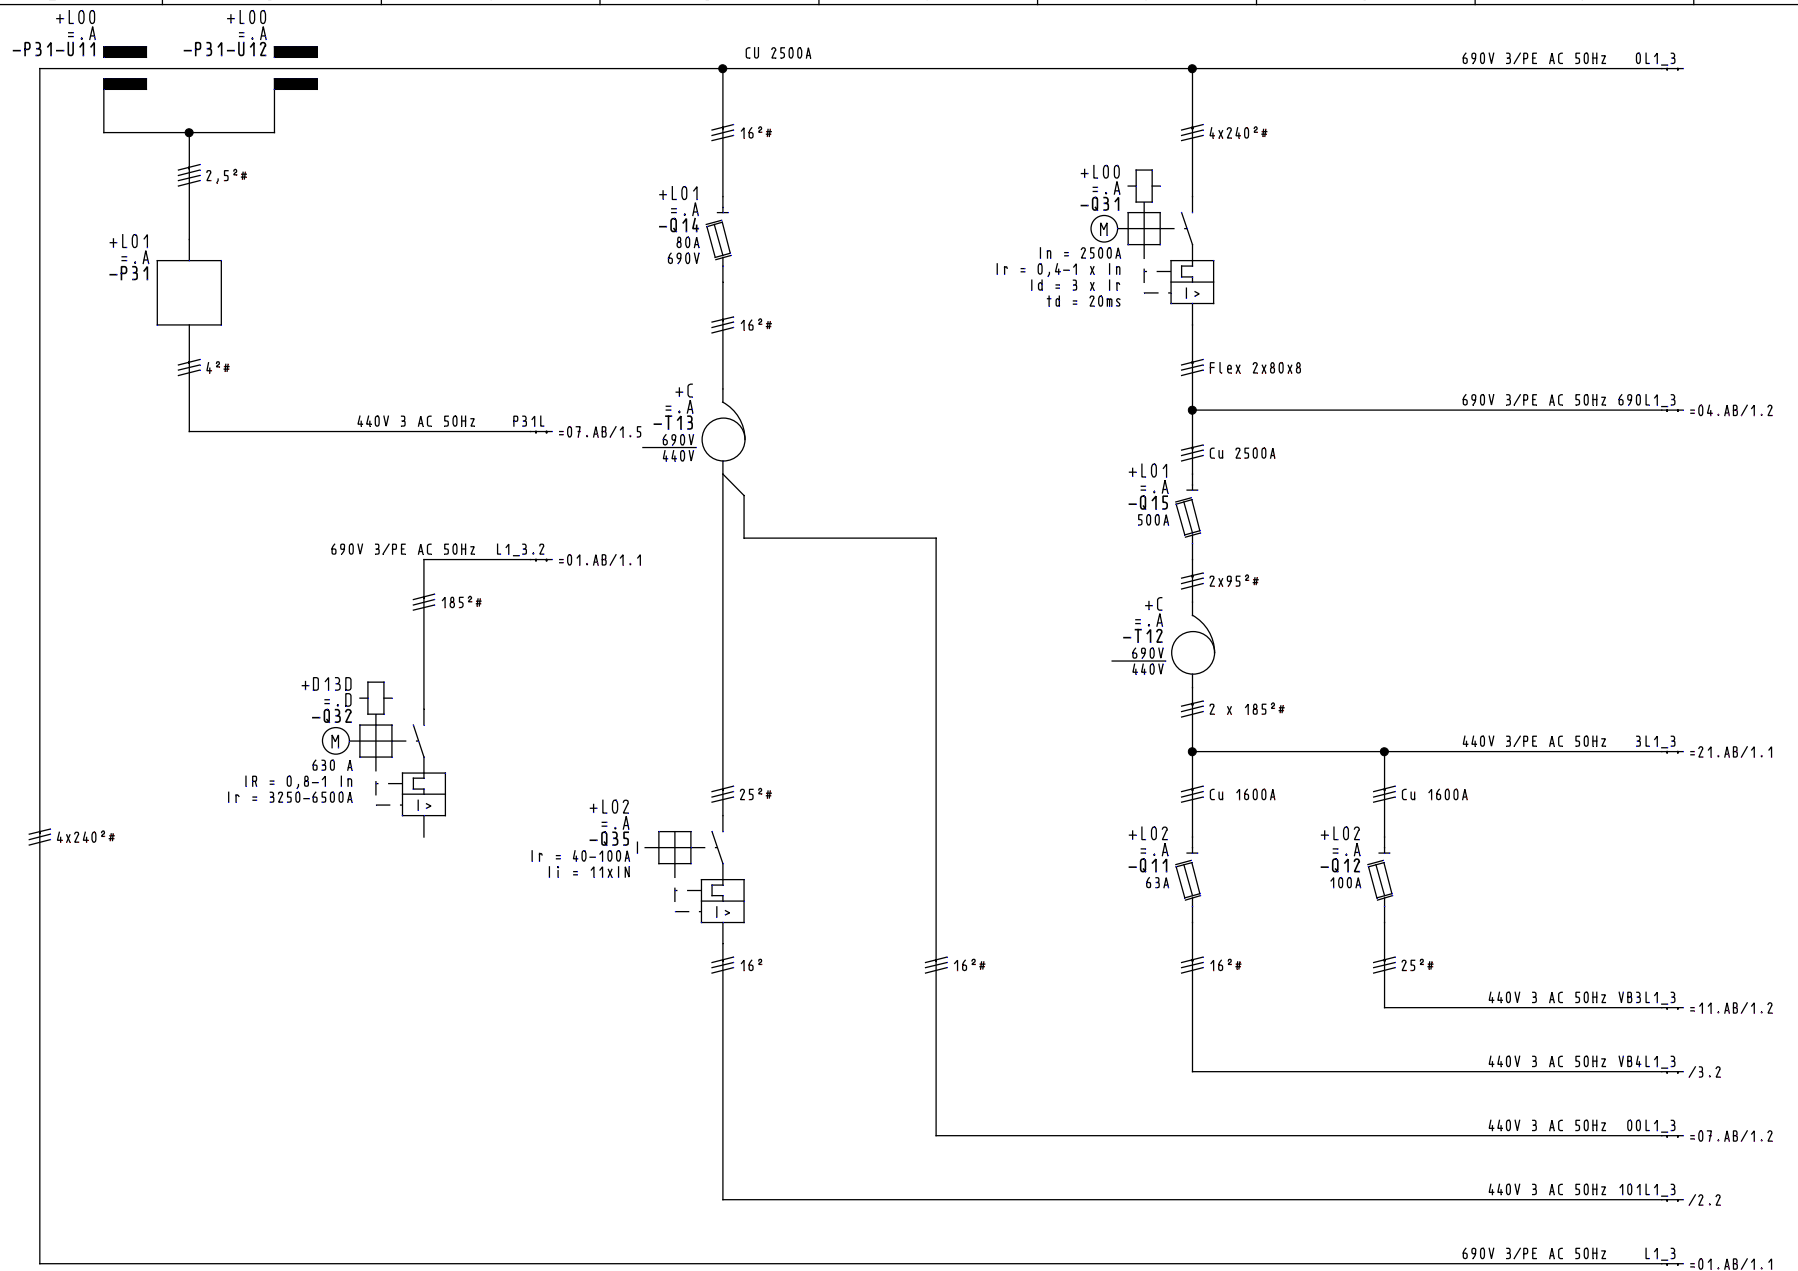 +L00
=.A
-P31-U11
+L00
=.A
-P31-U12
CU 2500A
690V 3/PE AC 50Hz 0L1_3
2,5²#
+L01
=.A
-P31
4²#
440V 3 AC 50Hz P31L
=07.AB/1.5
16²#
+L01
=.A
-Q14
80A
690V
16²#
+C
=.A
-T13
690V
440V
4x240²#
+L00
=.A
-Q31
M
In = 2500A
Ir = 0,4-1 x In
Id = 3 x Ir
td = 20ms
I >
Flex 2x80x8
690V 3/PE AC 50Hz 690L1_3
=04.AB/1.2
Cu 2500A
+L01
=.A
-Q15
500A
2x95²#
+C
=.A
-T12
690V
440V
2 x 185²#
440V 3/PE AC 50Hz 3L1_3
=21.AB/1.1
690V 3/PE AC 50Hz L1_3.2
=01.AB/1.1
185²#
+D13D
=.D
-Q32
M
630 A
IR = 0,8-1 In
Ir = 3250-6500A
I >
4x240²#
25²#
+L02
=.A
-Q35
Ir = 40-100A
Ii = 11xIN
I >
16²
16²#
Cu 1600A
+L02
=.A
-Q11
63A
16²#
Cu 1600A
+L02
=.A
-Q12
100A
25²#
440V 3 AC 50Hz VB3L1_3
=11.AB/1.2
440V 3 AC 50Hz VB4L1_3
/3.2
440V 3 AC 50Hz 00L1_3
=07.AB/1.2
440V 3 AC 50Hz 101L1_3
/2.2
690V 3/PE AC 50Hz L1_3
=01.AB/1.1